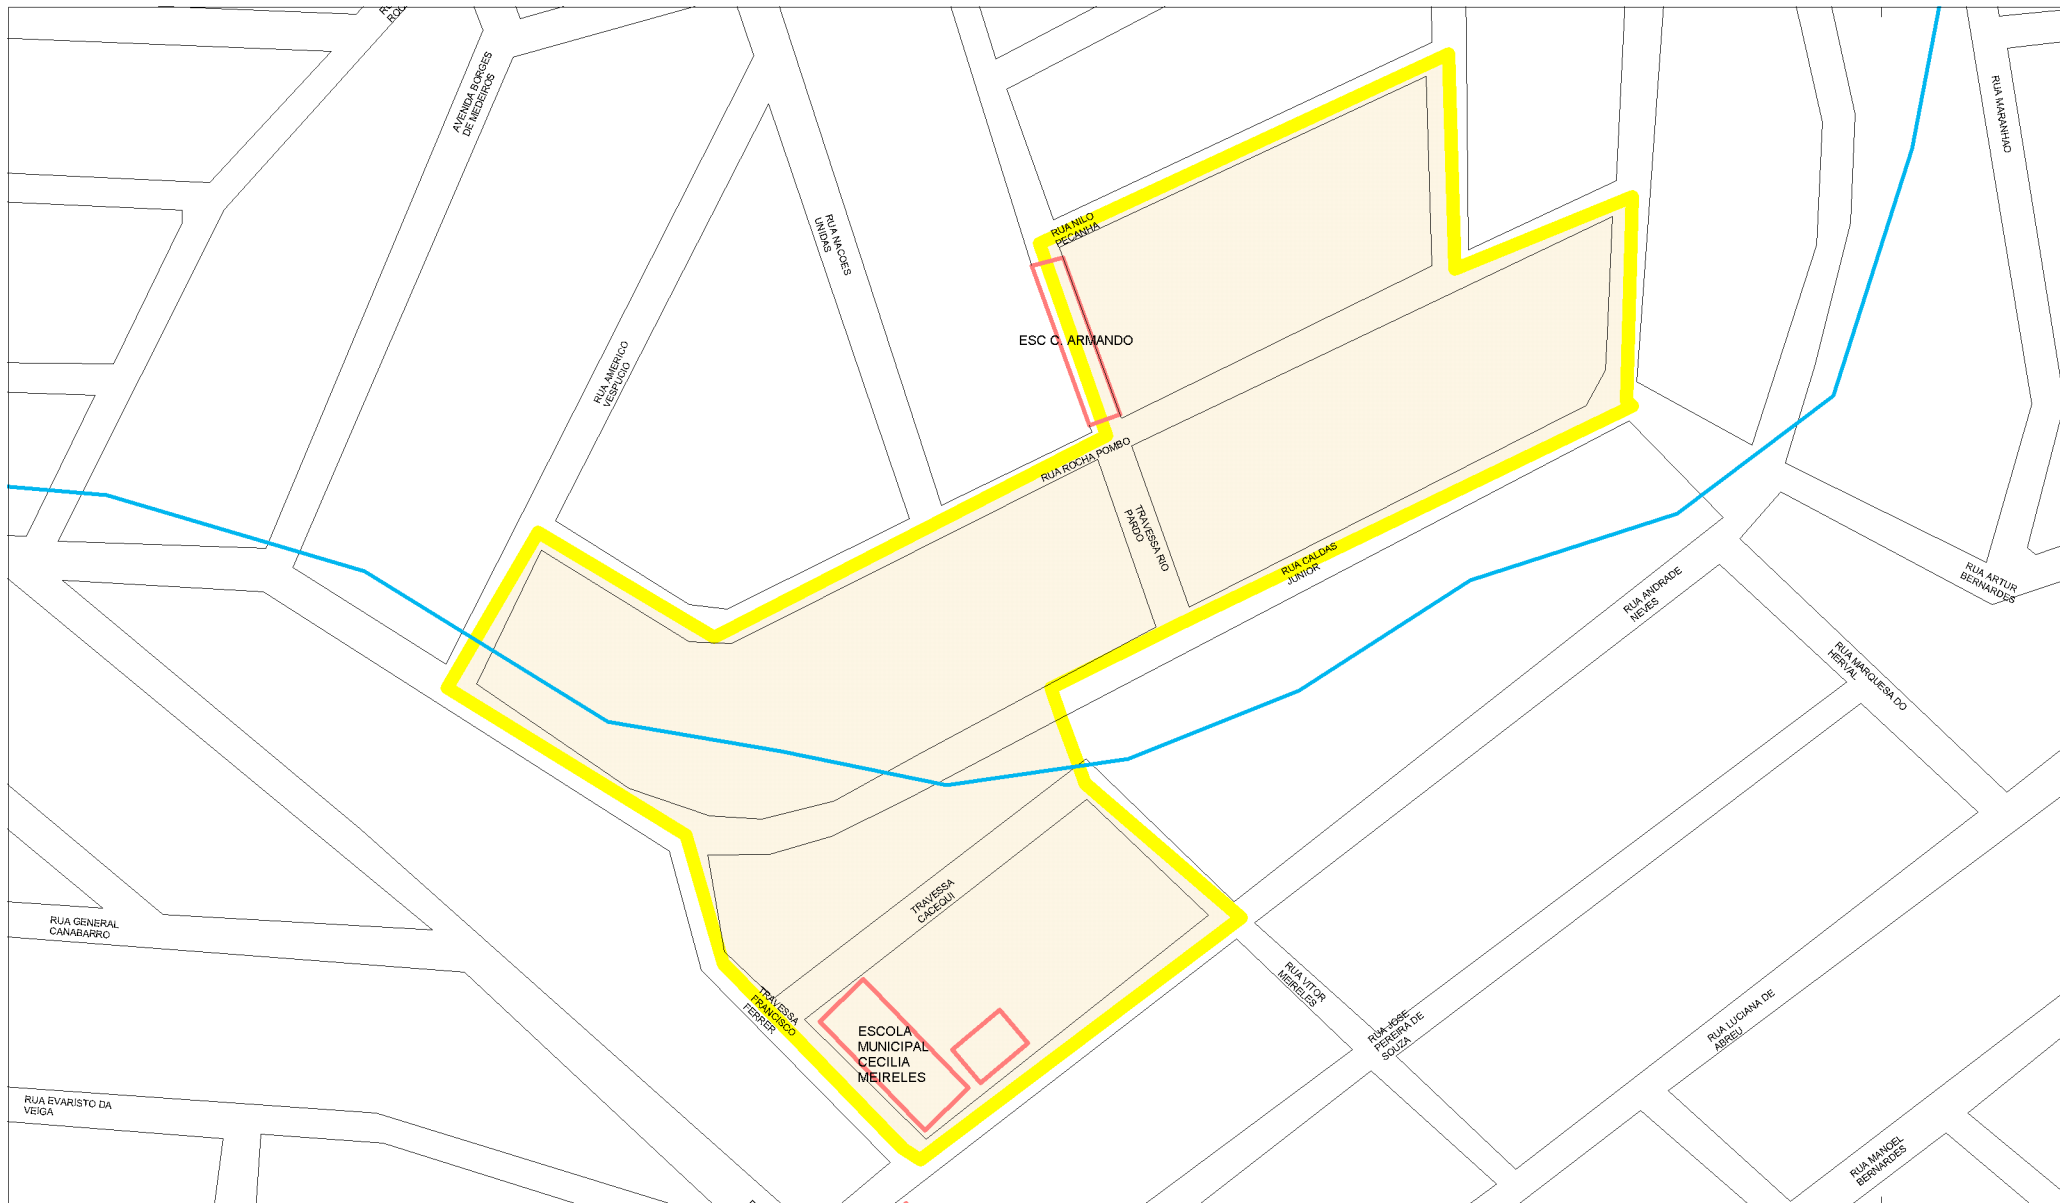 AVENIDA BORGES
DE MEDEIROS
RUA MARANHAO
RUA NACOES
UNIDAS
RUA NILO
PECANHA
ESC C. ARMANDO
RUA AMERICO
VESPUCIO
RUA ROCHA POMBO
TRAVESSA RIO
PARDO
RUA CALDAS
JUNIOR
RUA ANDRADE
NEVES
RUA ARTUR
BERNARDES
RUA MARQUESA DO
HERVAL
TRAVESSA
CACEQUI
RUA GENERAL
CANABARRO
RUA VITOR
MEIRELES
TRAVESSA
FRANCISCO
FERRER
ESCOLA
MUNICIPAL
CECILIA
MEIRELES
RUA JOSE
PEREIRA DE
SOUZA
RUA LUCIANA DE
ABREU
RUA EVARISTO DA
VEIGA
RUA MANOEL
BERNARDES